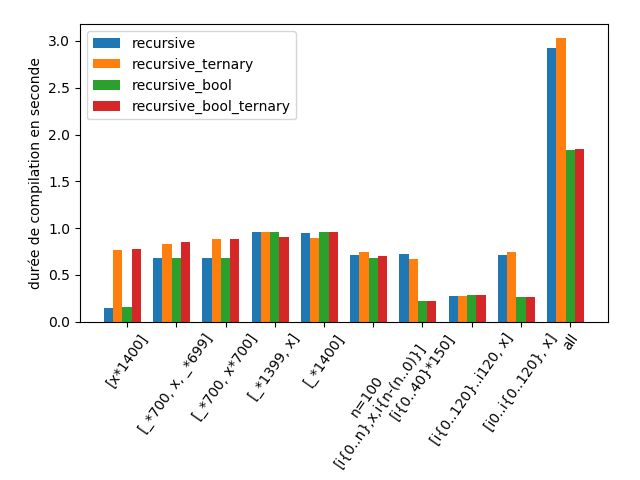 recursive
recursive_ternary
recursive_bool
recursive_bool_ternary
durée de compilation en seconde
3.0
2.5
2.0
1.5
1.0
0.5
0.0
[x*1400]
[_*700, x, _*699]
[_*700, x*700]
[_*1399, x]
[_*1400]
n=100
[i{0..n},x,i{n-(n..0)}]
[i{0..40}*150]
[i{0..120}..i120, x]
[i0..i{0..120}, x]
all